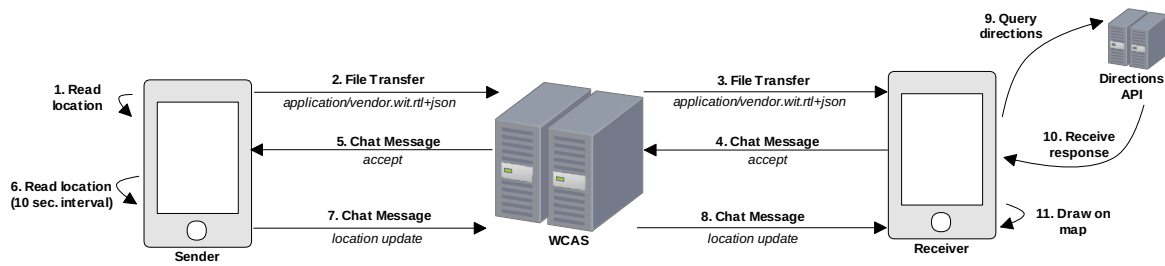 1. Read
location
2. File Transfer
application/vendor.wit.rtl+json
3. File Transfer
application/vendor.wit.rtl+json
9. Query
directions
Directions
API
5. Chat Message
accept
4. Chat Message
accept
10. Receive
response
6. Read location
(10 sec. interval)
7. Chat Message
location update
8. Chat Message
location update
11. Draw on
map
Sender
WCAS
Receiver